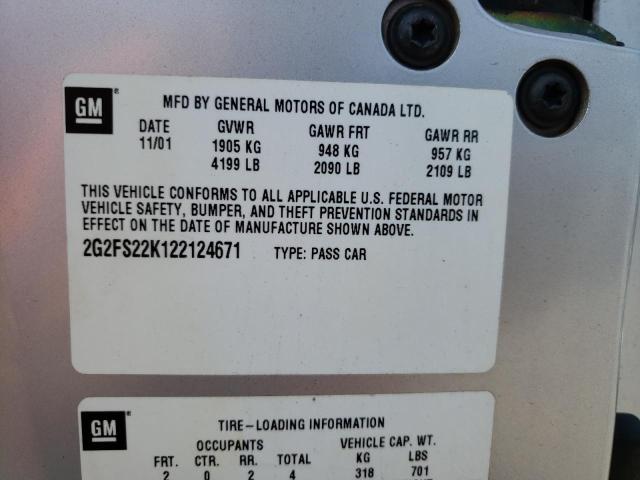 GM
MFD BY GENERAL MOTORS OF CANADA LTD.
DATE GVWR GAWR FRT GAWR RR
11/01 1905 KG 948 KG 957 KG
4199 LB 2090 LB 2109 LB
THIS VEHICLE CONFORMS TO ALL APPLICABLE U.S. FEDERAL MOTOR
VEHICLE SAFETY, BUMPER, AND THEFT PREVENTION STANDARDS IN
EFFECT ON THE DATE OF MANUFACTURE SHOWN ABOVE.
2G2FS22K122124671 TYPE: PASS CAR
GM
TIRE-LOADING INFORMATION
OCCUPANTS VEHICLE CAP. WT.
FRT. CTR. RR. TOTAL KG LBS
2 0 2 4 318 701